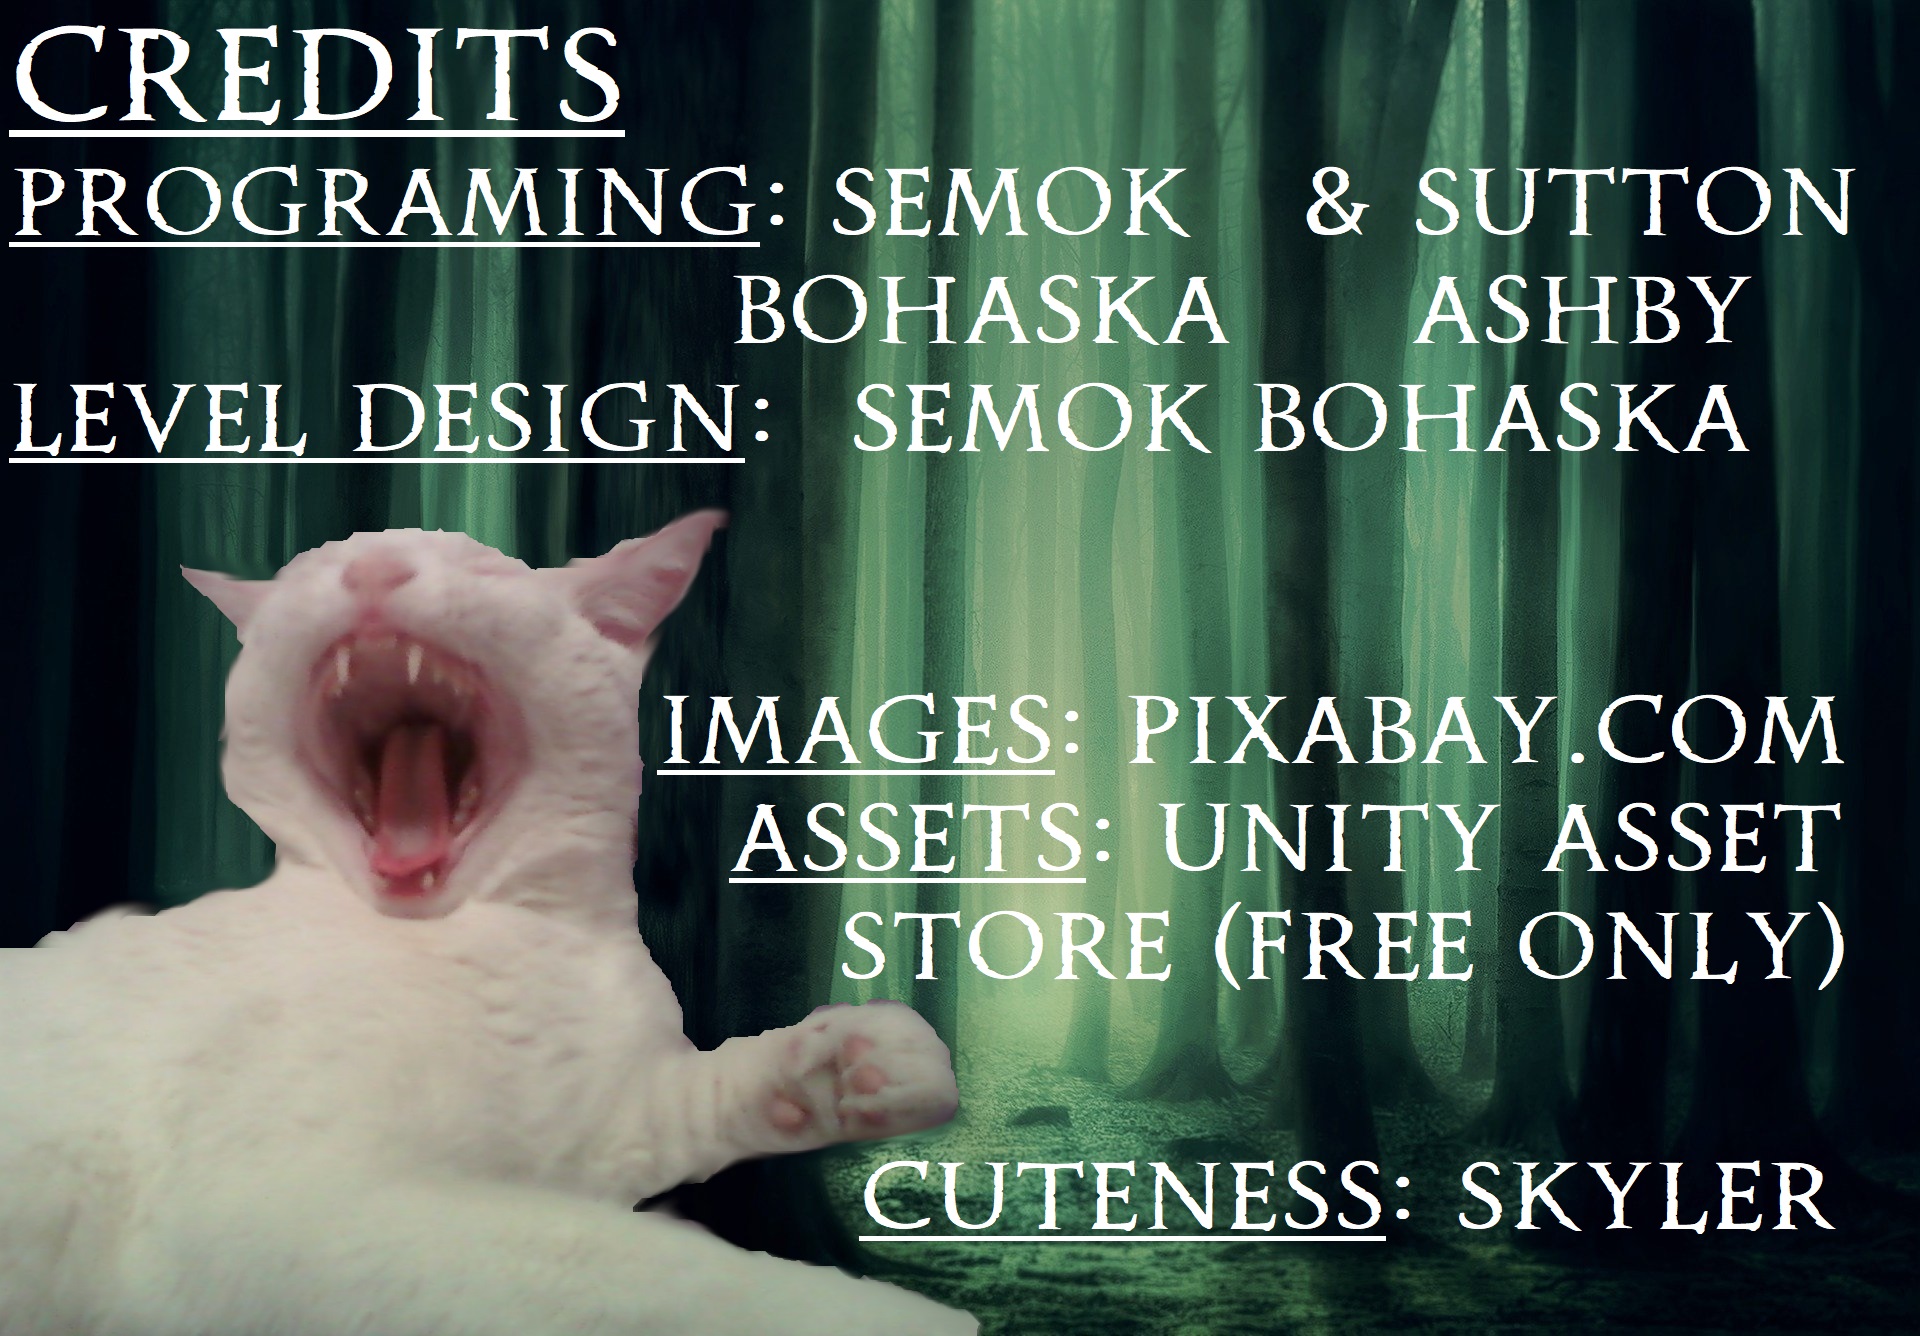 CREDITS
PROGRAMING: SEMOK & SUTTON
BOHASKA ASHBY
LEVEL DESIGN: SEMOK BOHASKA
IMAGES: PIXABAY.COM
ASSETS: UNITY ASSET
STORE (FREE ONLY)
CUTENESS: SKYLER